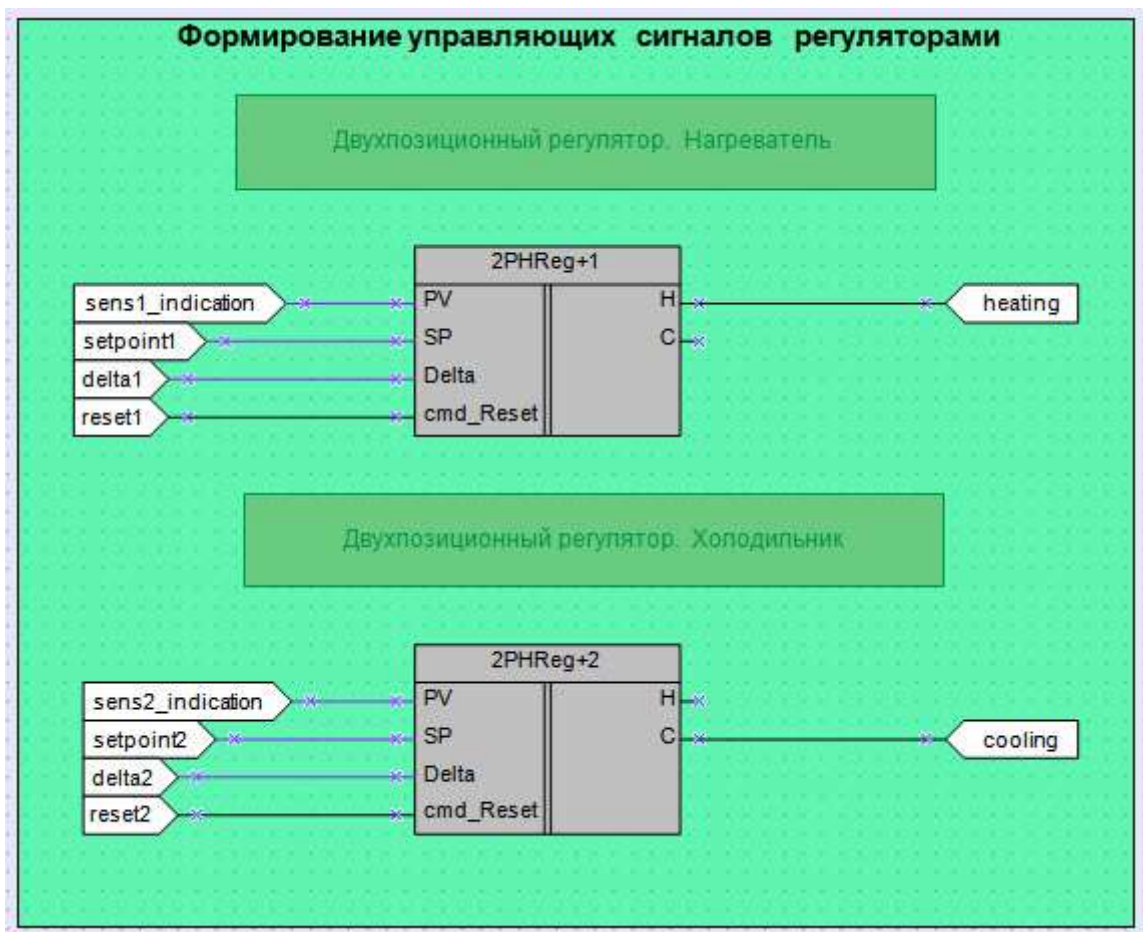 Формирование управляющих сигналов регуляторами
Двухпозиционный регулятор. Нагреватель
2PHReg+1
sens1_indication PV H heating
setpoint1 SP C
delta1 Delta
reset1 cmd_Reset
Двухпозиционный регулятор. Холодильник
2PHReg+2
sens2_indication PV H
setpoint2 SP C cooling
delta2 Delta
reset2 cmd_Reset